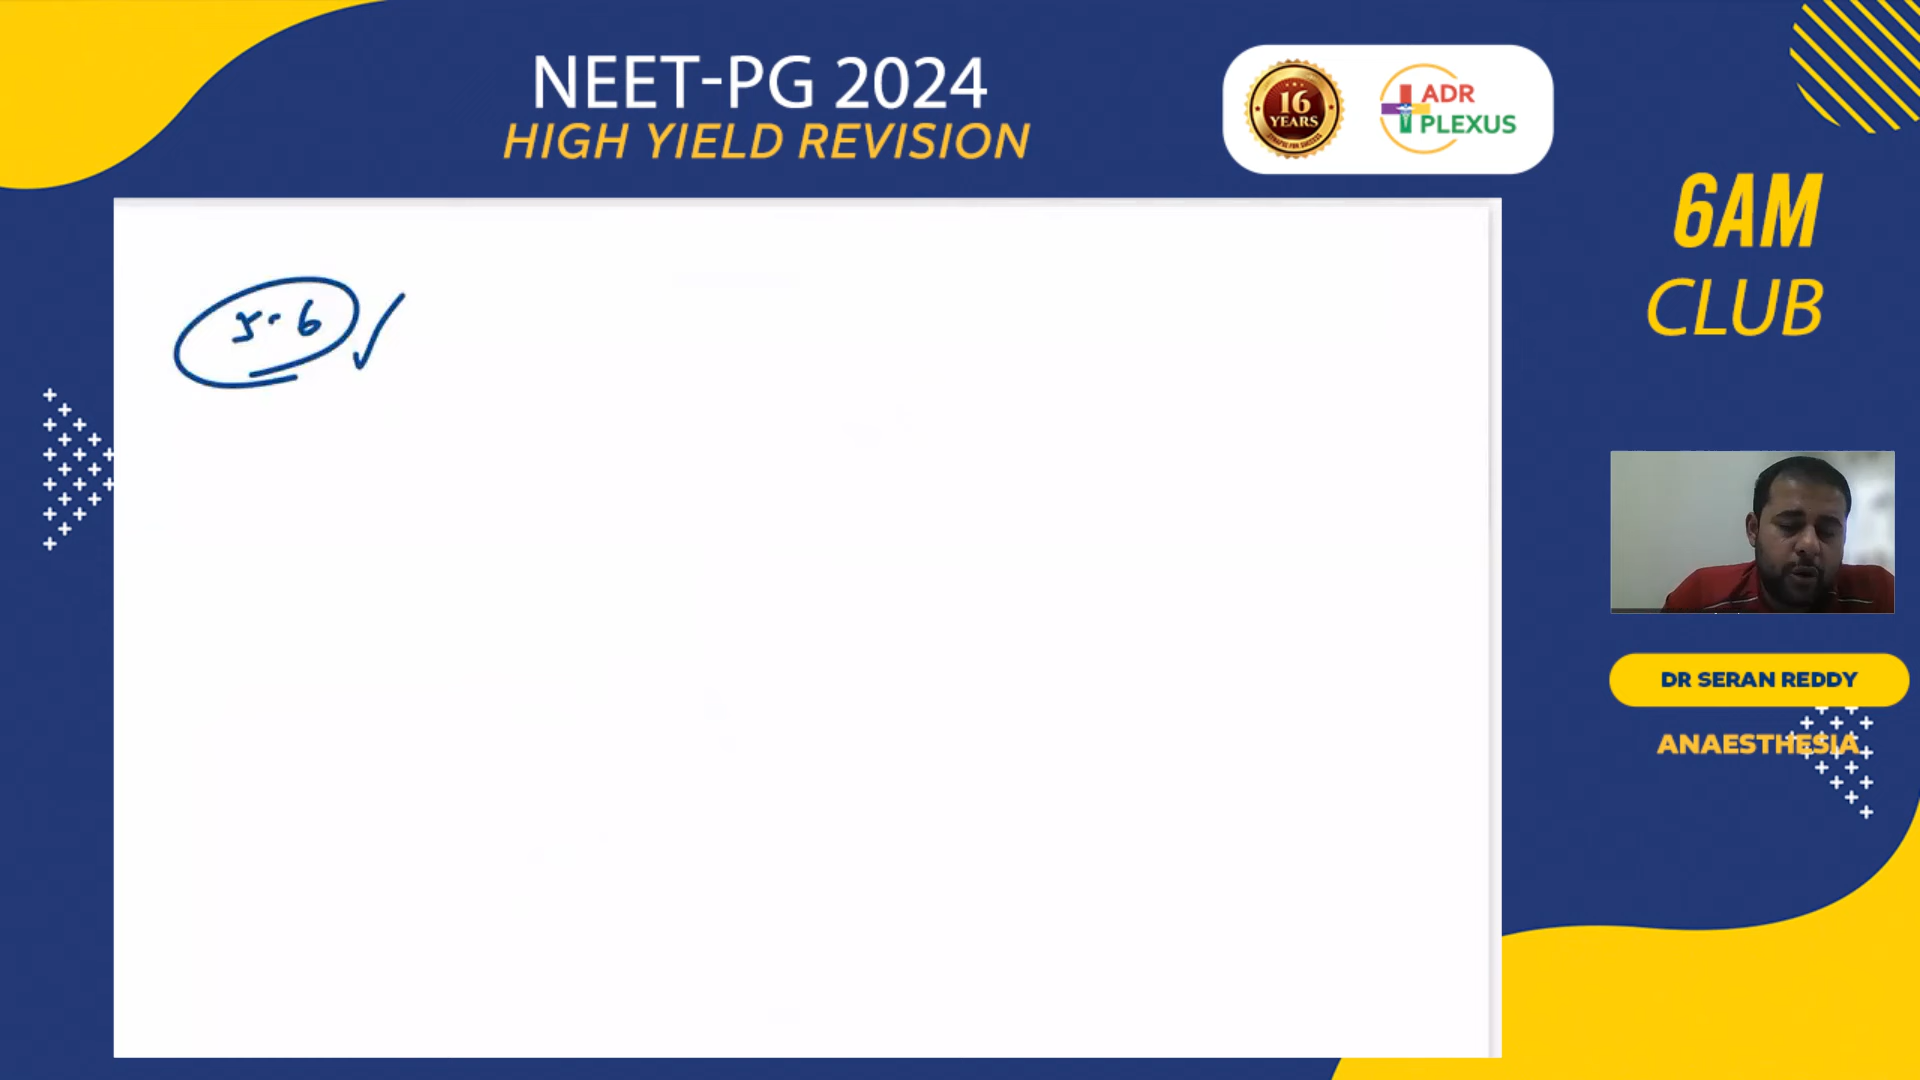 NEET-PG 2024
HIGH YIELD REVISION
16
YEARS
ADR
PLEXUS
6AM
CLUB
5-6
DR SERAN REDDY
ANAESTHESIA